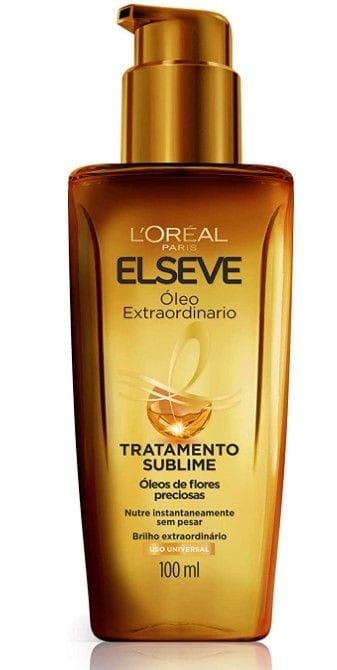 L'ORÉAL
PARIS
ELSEVE
Óleo
Extraordinario
TRATAMENTO
SUBLIME
Óleos de flores
preciosas
Nutre instantaneamente
sem pesar
Brilho extraordinário
USO UNIVERSAL
100 ml